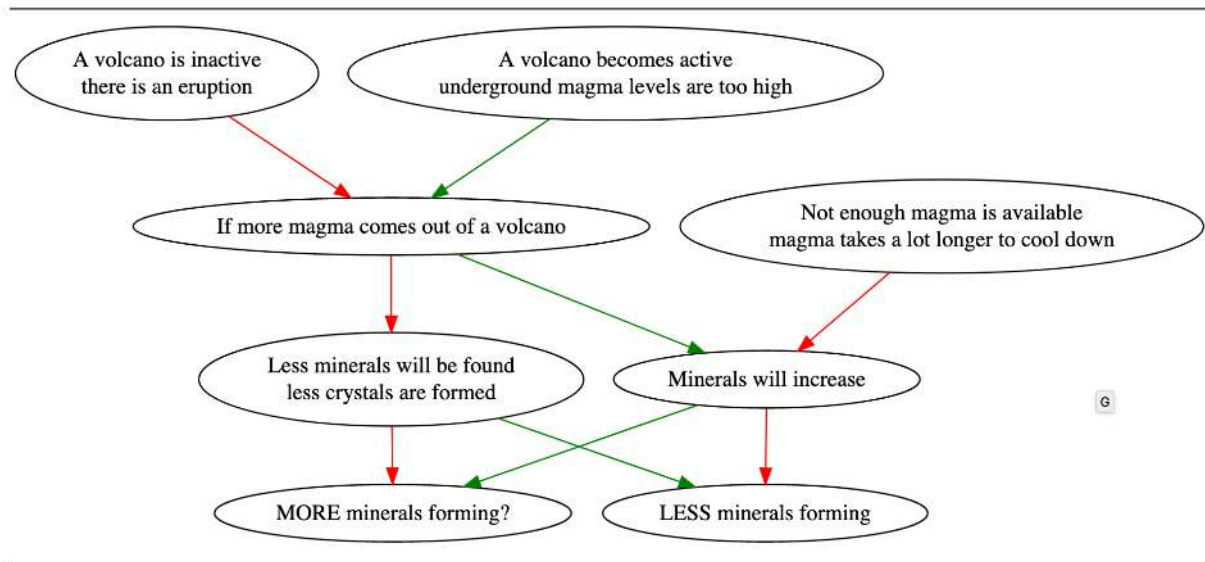 A volcano is inactive
there is an eruption
A volcano becomes active
underground magma levels are too high
If more magma comes out of a volcano
Not enough magma is available
magma takes a lot longer to cool down
Less minerals will be found
less crystals are formed
Minerals will increase
G
MORE minerals forming?
LESS minerals forming